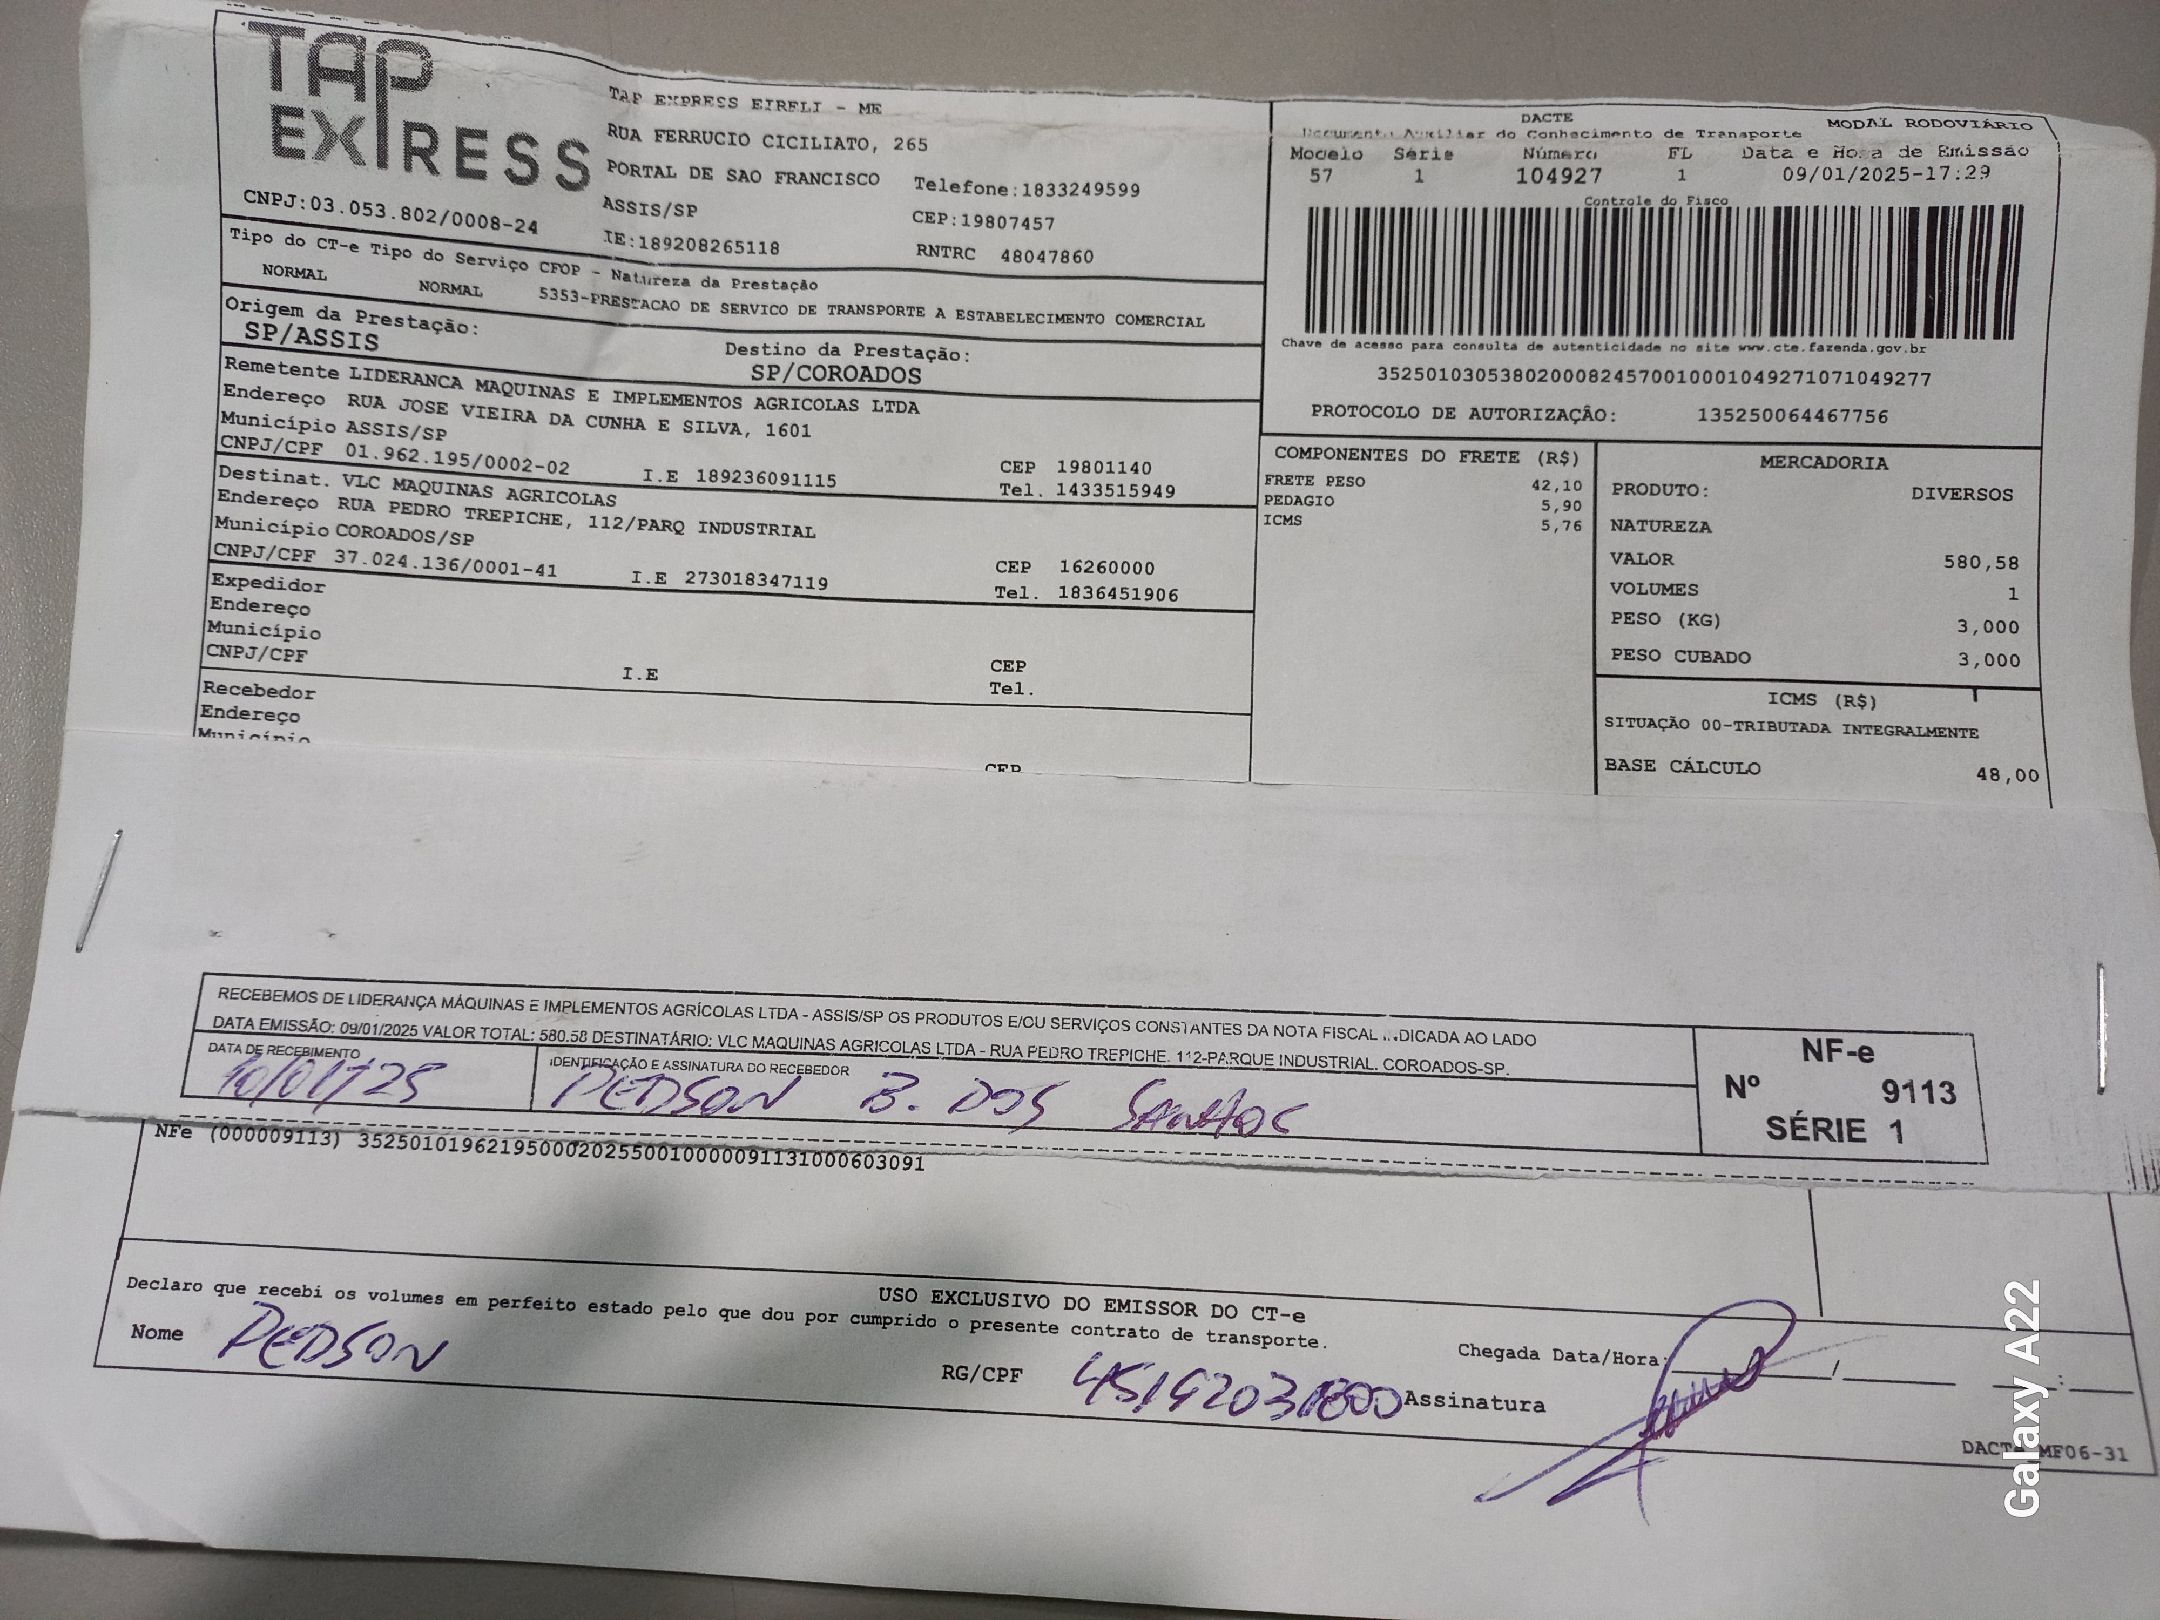 TAP EXPRESS
CNPJ:03.053.802/0008-24
TAP EXPRESS EIRELI - ME
RUA FERRUCIO CICILIATO, 265
PORTAL DE SAO FRANCISCO Telefone:1833249599
ASSIS/SP CEP:19807457
IE:189208265118 RNTRC 48047860
DACTE MODAL RODOVIÁRIO
Documento Auxiliar do Conhecimento de Transporte
Modelo Série Número FL Data e Hora de Emissão
57 1 104927 1 09/01/2025-17:29
Controle do Fisco
Chave de acesso para consulta de autenticidade no site www.cte.fazenda.gov.br
35250103053802000824570010001049271071049277
PROTOCOLO DE AUTORIZAÇÃO: 135250064467756
Tipo do CT-e Tipo do Serviço CFOP - Natureza da Prestação
NORMAL NORMAL 5353-PRESTACAO DE SERVICO DE TRANSPORTE A ESTABELECIMENTO COMERCIAL
Origem da Prestação: Destino da Prestação:
SP/ASSIS SP/COROADOS
Remetente LIDERANCA MAQUINAS E IMPLEMENTOS AGRICOLAS LTDA
Endereço RUA JOSE VIEIRA DA CUNHA E SILVA, 1601
Município ASSIS/SP CEP 19801140
CNPJ/CPF 01.962.195/0002-02 I.E 189236091115 Tel. 1433515949
Destinat. VLC MAQUINAS AGRICOLAS
Endereço RUA PEDRO TREPICHE, 112/PARQ INDUSTRIAL
Município COROADOS/SP CEP 16260000
CNPJ/CPF 37.024.136/0001-41 I.E 273018347119 Tel. 1836451906
Expedidor
Endereço
Município CEP
CNPJ/CPF I.E Tel.
Recebedor
Endereço
Município CEP
COMPONENTES DO FRETE (R$)
FRETE PESO 42,10
PEDAGIO 5,90
ICMS 5,76
MERCADORIA
PRODUTO: DIVERSOS
NATUREZA
VALOR 580,58
VOLUMES 1
PESO (KG) 3,000
PESO CUBADO 3,000
ICMS (R$)
SITUAÇÃO 00-TRIBUTADA INTEGRALMENTE
BASE CÁLCULO 48,00
RECEBEMOS DE LIDERANÇA MÁQUINAS E IMPLEMENTOS AGRÍCOLAS LTDA - ASSIS/SP OS PRODUTOS E/OU SERVIÇOS CONSTANTES DA NOTA FISCAL INDICADA AO LADO
DATA EMISSÃO: 09/01/2025 VALOR TOTAL: 580.58 DESTINATÁRIO: VLC MAQUINAS AGRICOLAS LTDA - RUA PEDRO TREPICHE, 112-PARQUE INDUSTRIAL, COROADOS-SP.
DATA DE RECEBIMENTO IDENTIFICAÇÃO E ASSINATURA DO RECEBEDOR
10/01/25 PEDSON B. DOS SANTOS
NF-e
Nº 9113
SÉRIE 1
NFe (000009113) 35250101962195000202550010000091131000603091
USO EXCLUSIVO DO EMISSOR DO CT-e
Declaro que recebi os volumes em perfeito estado pelo que dou por cumprido o presente contrato de transporte.
Nome PEDSON RG/CPF Assinatura
Chegada Data/Hora: / :
DACTE MF06-31
Galaxy A22